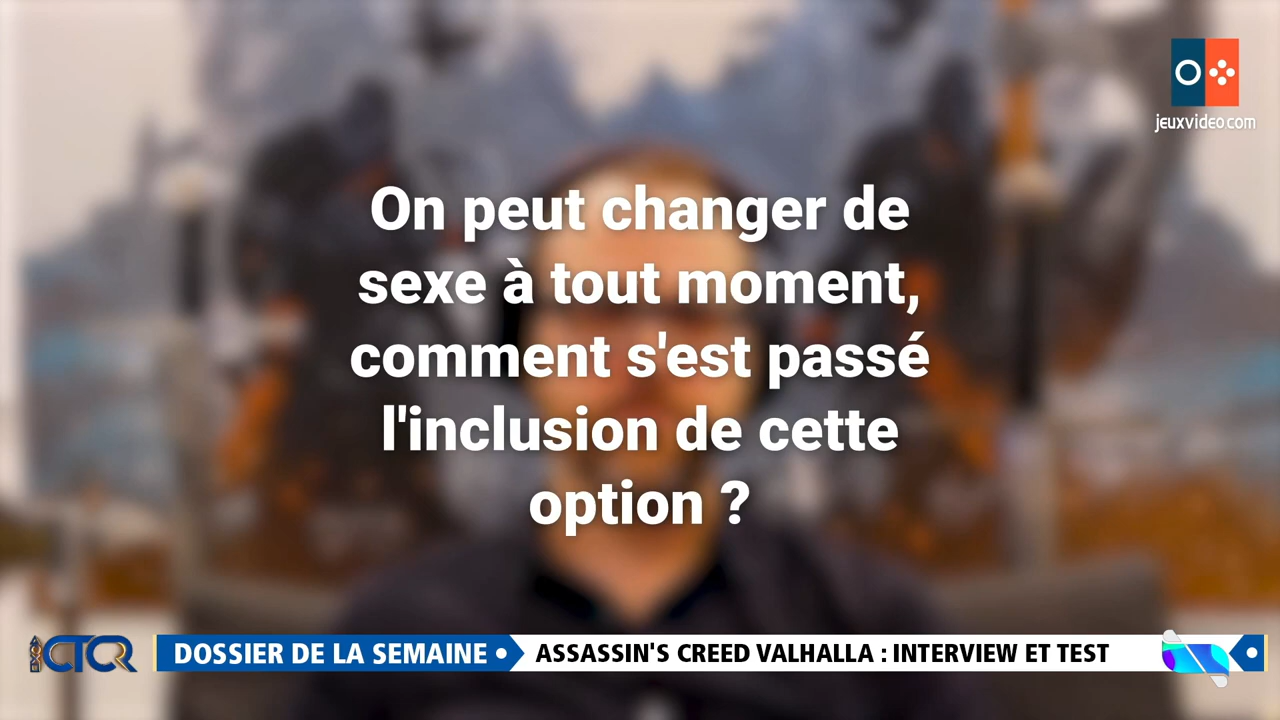 jeuxvideo.com
On peut changer de
sexe à tout moment,
comment s'est passé
l'inclusion de cette
option ?
DOSSIER DE LA SEMAINE
ASSASSIN'S CREED VALHALLA : INTERVIEW ET TEST